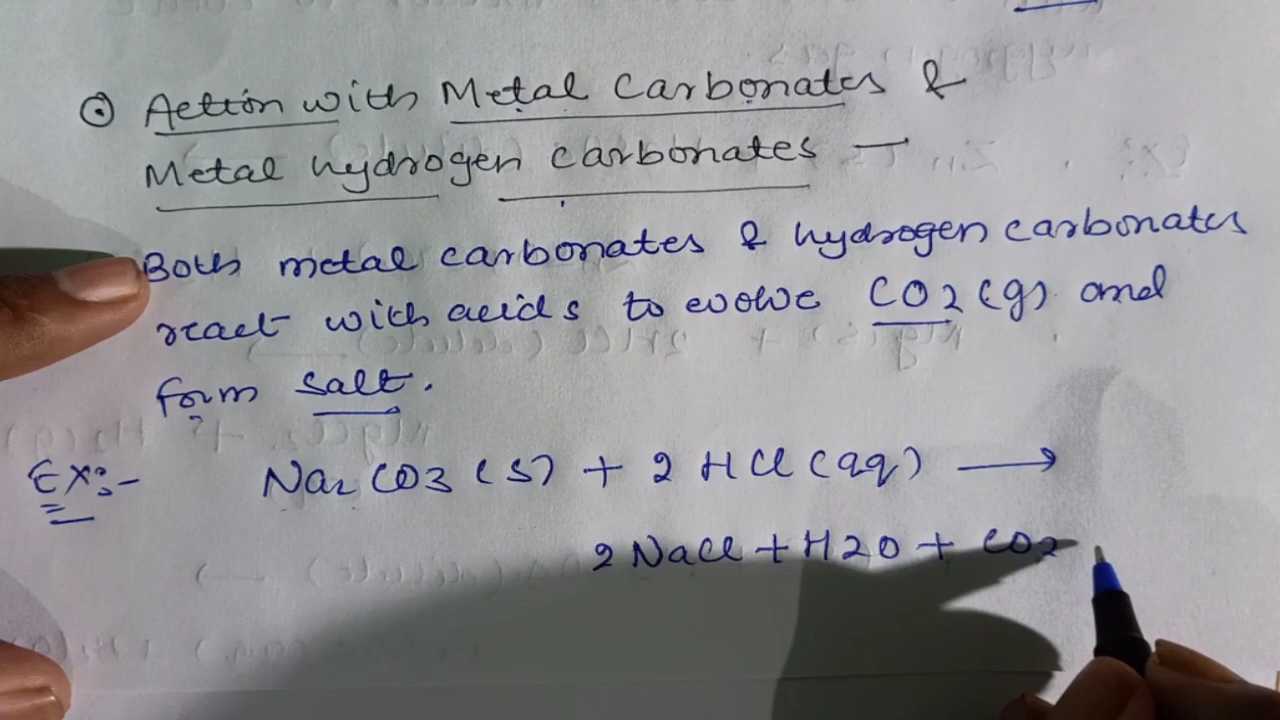 ⊙ Action with Metal Carbonates &
Metal hydrogen carbonates —
Both metal carbonates & hydrogen carbonates
react with acids to evolve CO2(g) and
form salt.
Ex:- Na2CO3 (s) + 2 HCl (aq) →
2 NaCl + H2O + CO2